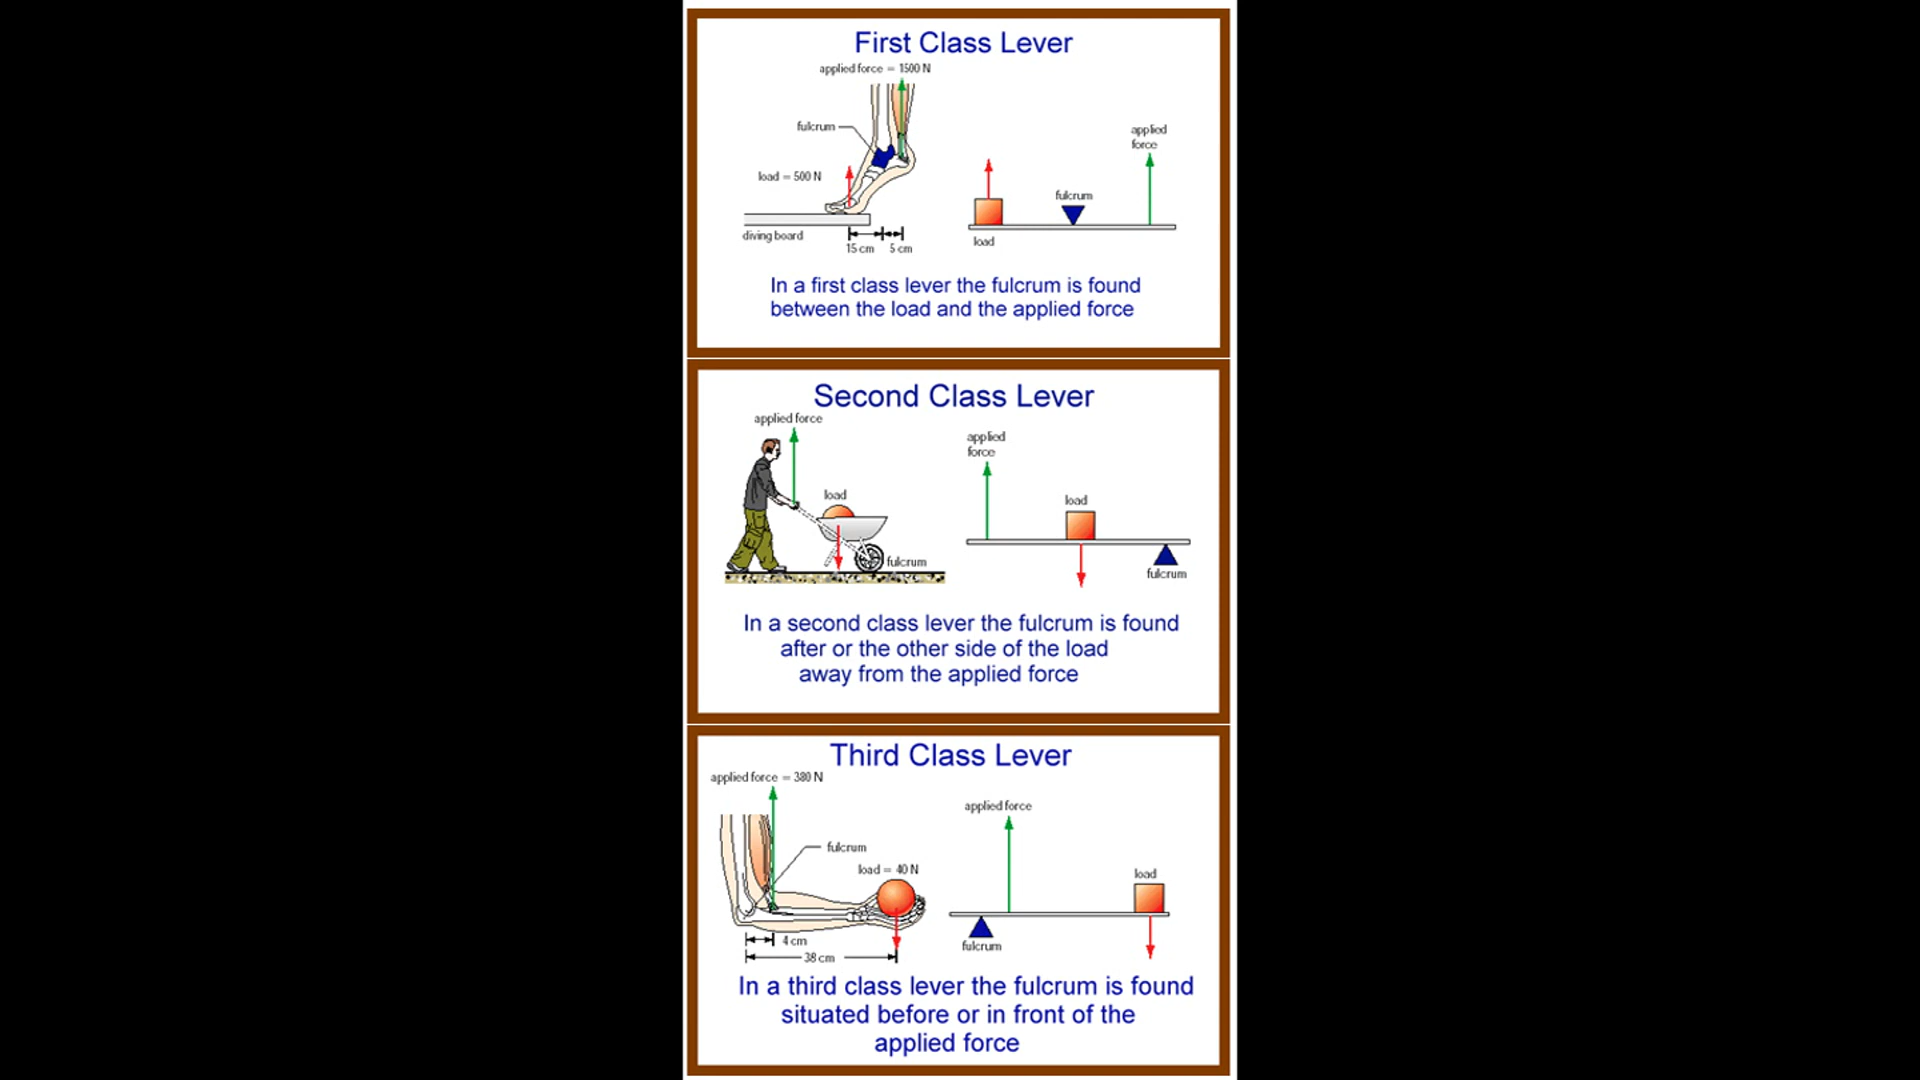 First Class Lever
applied force = 1500 N
fulcrum
load = 500 N
diving board
15 cm
5 cm
applied
force
fulcrum
load
In a first class lever the fulcrum is found
between the load and the applied force
Second Class Lever
applied force
load
fulcrum
applied
force
load
fulcrum
In a second class lever the fulcrum is found
after or the other side of the load
away from the applied force
Third Class Lever
applied force = 380 N
fulcrum
load = 40 N
4 cm
38 cm
applied force
load
fulcrum
In a third class lever the fulcrum is found
situated before or in front of the
applied force